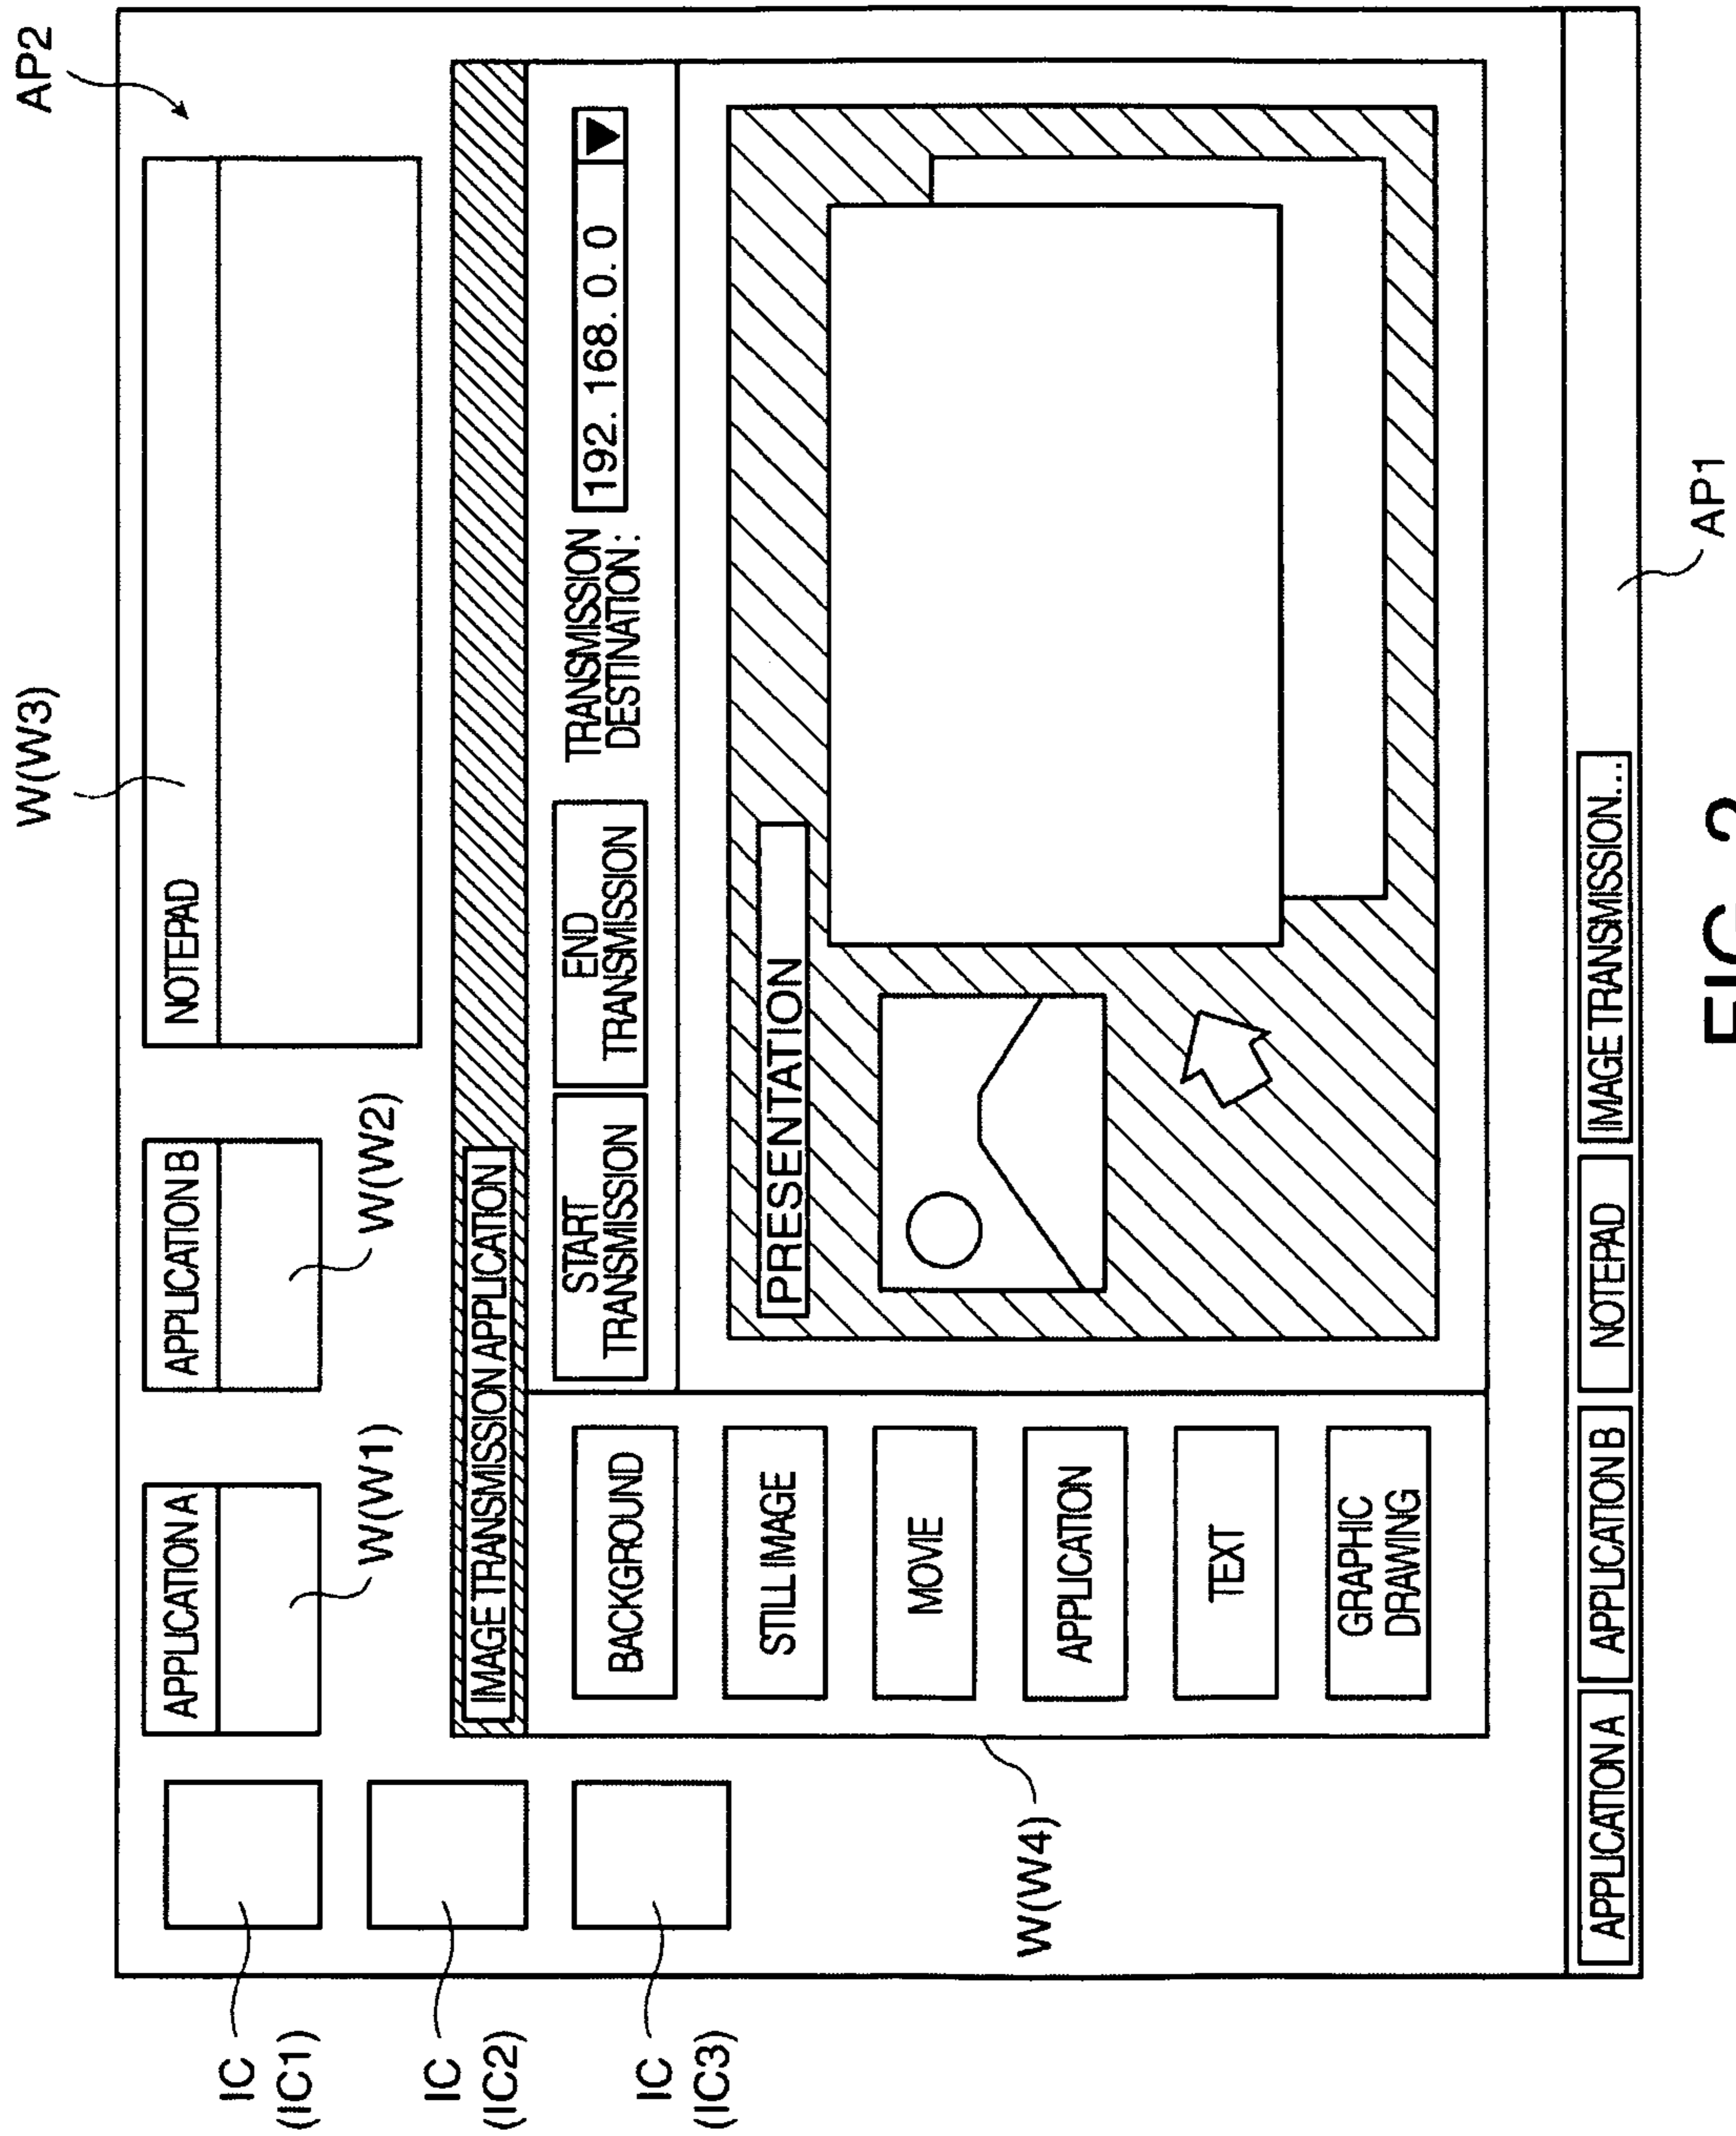 AP2
W(W3)
NOTEPAD
APPLICATION A
APPLICATION B
W(W1)
W(W2)
IC
(IC1)
IC
(IC2)
IC
(IC3)
IMAGE TRANSMISSION APPLICATION
START
TRANSMISSION
END
TRANSMISSION
TRANSMISSION
DESTINATION:
192. 168. 0. 0
BACKGROUND
STILL IMAGE
MOVIE
APPLICATION
TEXT
GRAPHIC
DRAWING
PRESENTATION
W(W4)
APPLICATION A
APPLICATION B
NOTEPAD
IMAGE TRANSMISSION...
AP1